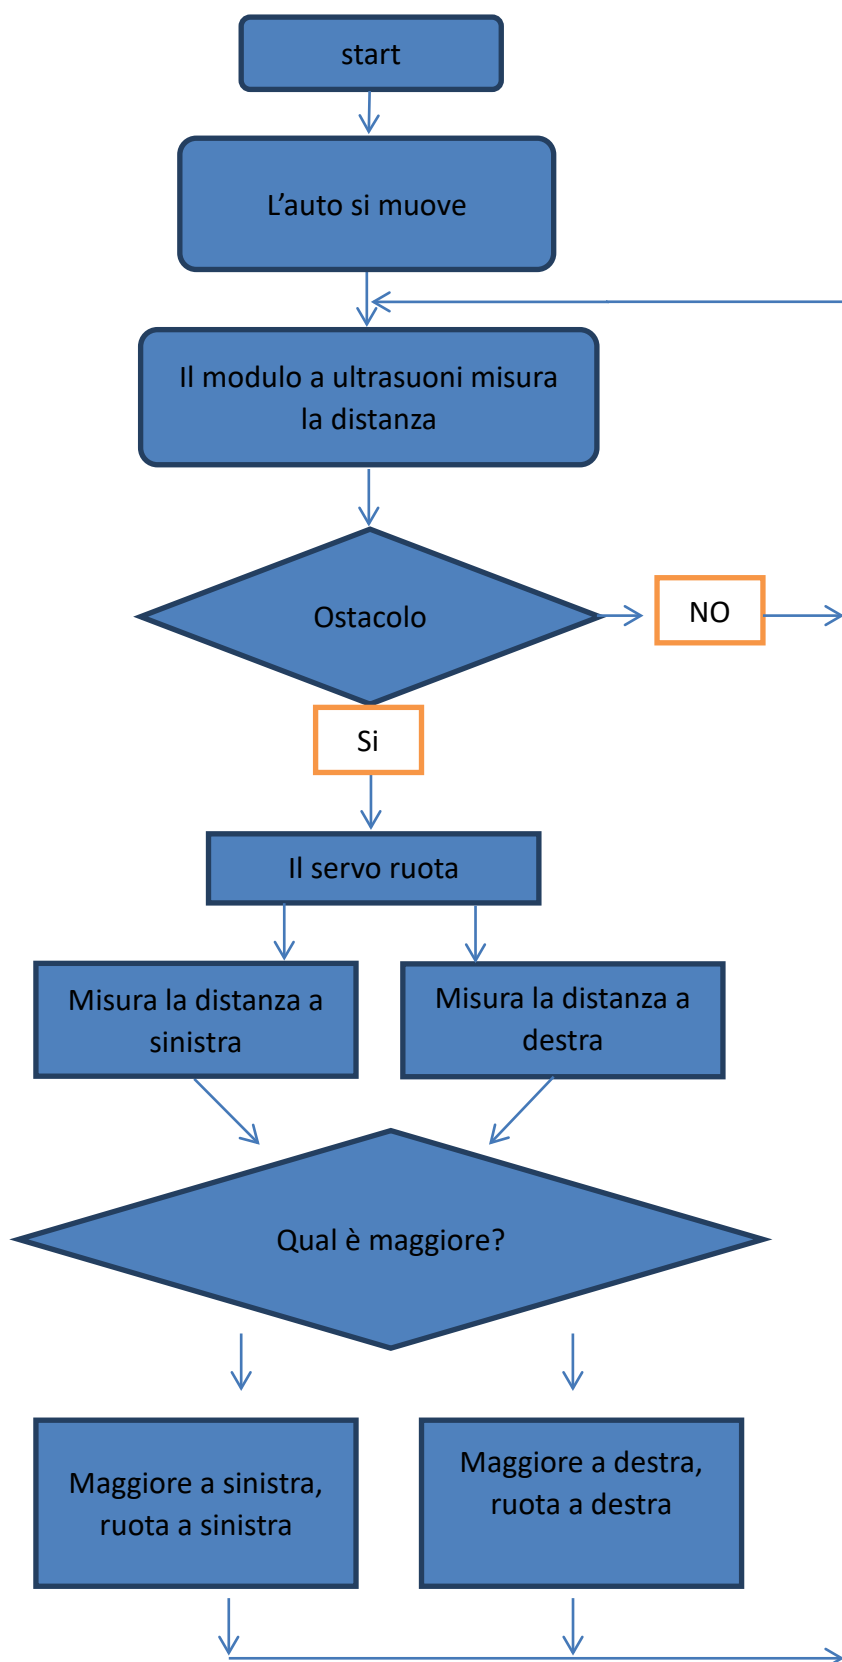 start
L’auto si muove
Il modulo a ultrasuoni misura
la distanza
Ostacolo
NO
Si
Il servo ruota
Misura la distanza a
sinistra
Misura la distanza a
destra
Qual è maggiore?
Maggiore a sinistra,
ruota a sinistra
Maggiore a destra,
ruota a destra